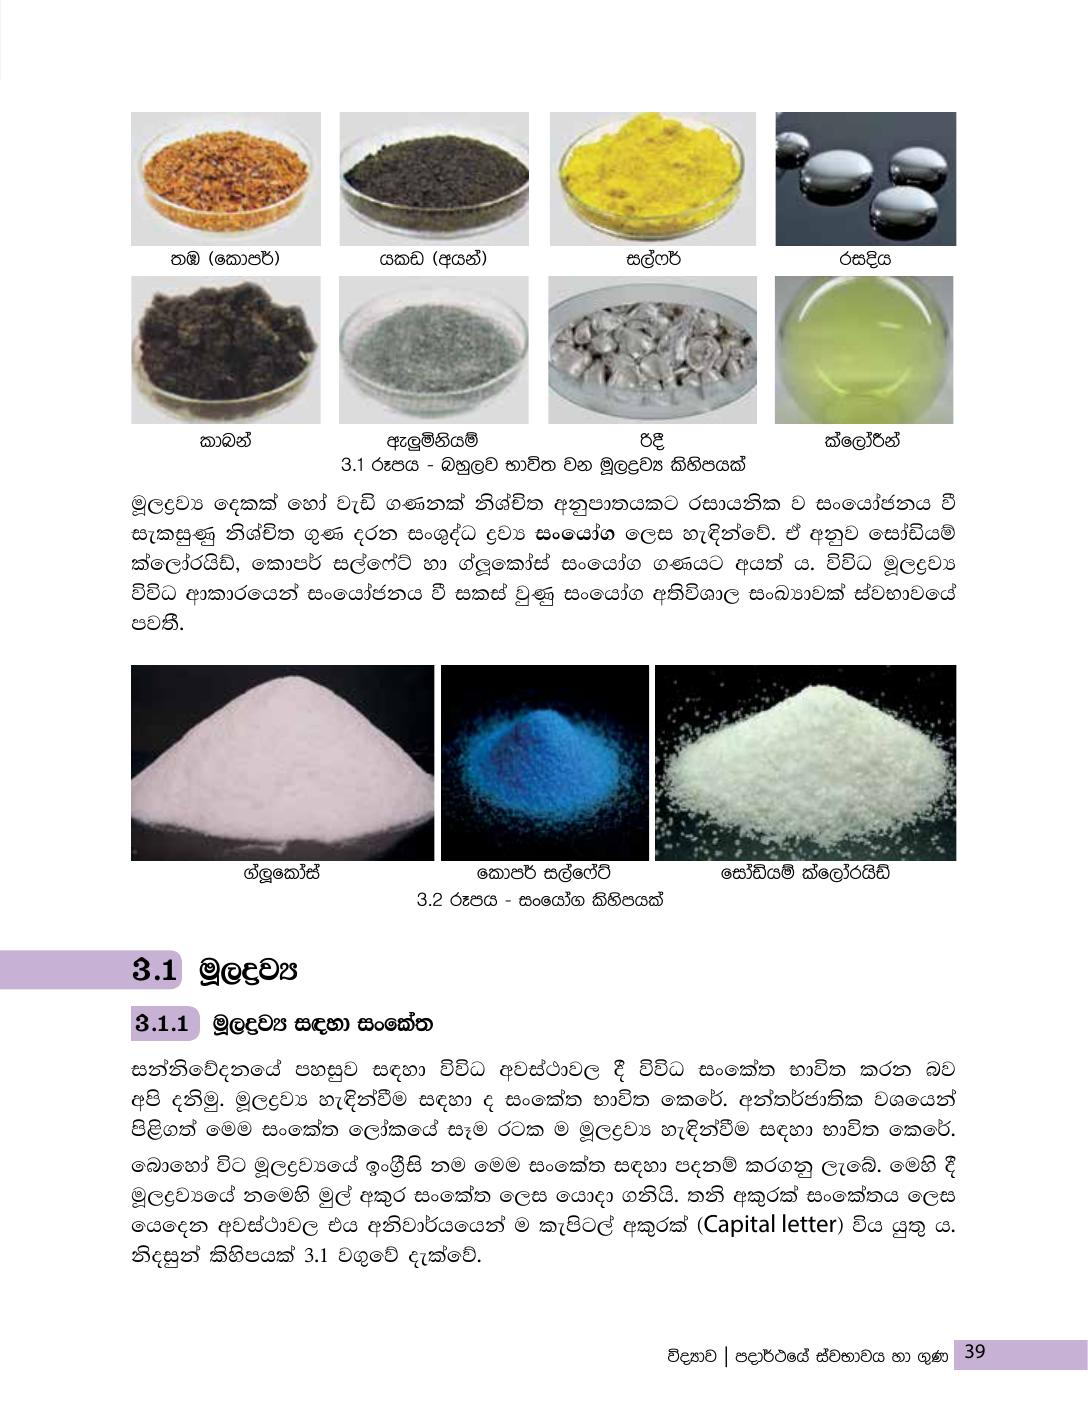 තඹ (කොපර්) යකඩ (අයන්) සල්ෆර් රසදිය
කාබන් ඇලුමිනියම් රිදී ක්ලෝරීන්
3.1 රූපය - බහුලව භාවිත වන මූලද්‍රව්‍ය කිහිපයක්
මූලද්‍රව්‍ය දෙකක් හෝ වැඩි ගණනක් නිශ්චිත අනුපාතයකට රසායනික ව සංයෝජනය වී
සැකසුණු නිශ්චිත ගුණ දරන සංශුද්ධ ද්‍රව්‍ය සංයෝග ලෙස හැඳින්වේ. ඒ අනුව සෝඩියම්
ක්ලෝරයිඩ්, කොපර් සල්ෆේට් හා ග්ලූකෝස් සංයෝග ගණයට අයත් ය. විවිධ මූලද්‍රව්‍ය
විවිධ ආකාරයෙන් සංයෝජනය වී සකස් වුණු සංයෝග අතිවිශාල සංඛ්‍යාවක් ස්වභාවයේ
පවතී.
ග්ලූකෝස් කොපර් සල්ෆේට් සෝඩියම් ක්ලෝරයිඩ්
3.2 රූපය - සංයෝග කිහිපයක්
3.1 මූලද්‍රව්‍ය
3.1.1 මූලද්‍රව්‍ය සඳහා සංකේත
සන්නිවේදනයේ පහසුව සඳහා විවිධ අවස්ථාවල දී විවිධ සංකේත භාවිත කරන බව
අපි දනිමු. මූලද්‍රව්‍ය හැඳින්වීම සඳහා ද සංකේත භාවිත කෙරේ. අන්තර්ජාතික වශයෙන්
පිළිගත් මෙම සංකේත ලෝකයේ සෑම රටක ම මූලද්‍රව්‍ය හැඳින්වීම සඳහා භාවිත කෙරේ.
බොහෝ විට මූලද්‍රව්‍යයේ ඉංග්‍රීසි නම මෙම සංකේත සඳහා පදනම් කරගනු ලැබේ. මෙහි දී
මූලද්‍රව්‍යයේ නමෙහි මුල් අකුර සංකේත ලෙස යොදා ගනියි. තනි අකුරක් සංකේතය ලෙස
යෙදෙන අවස්ථාවල එය අනිවාර්යයෙන් ම කැපිටල් අකුරක් (Capital letter) විය යුතු ය.
නිදසුන් කිහිපයක් 3.1 වගුවේ දැක්වේ.
විද්‍යාව | පදාර්ථයේ ස්වභාවය හා ගුණ 39